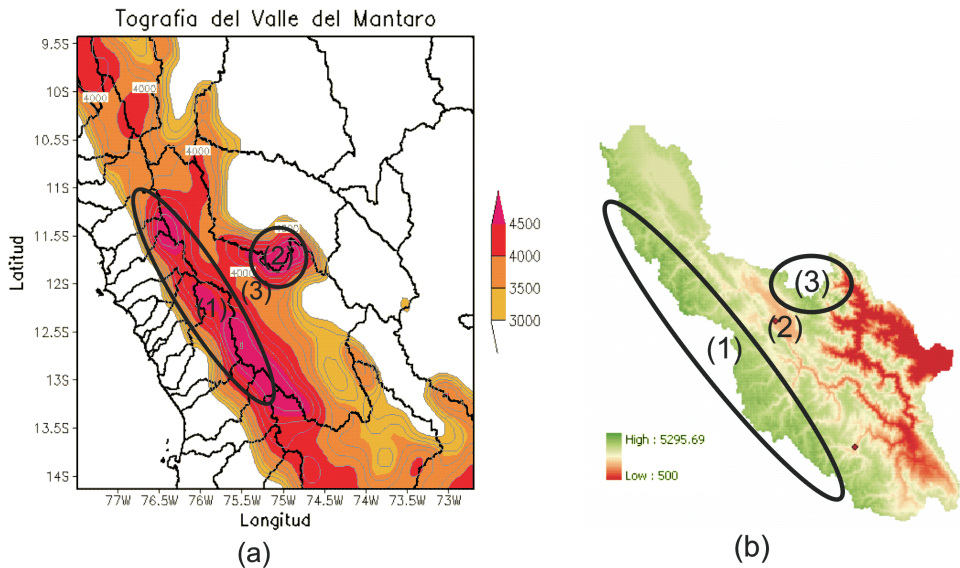 Tografia del Valle del Mantaro
9.5S
10S
10.5S
11S
11.5S
12S
12.5S
13S
13.5S
14S
Latitud
4000
4000
4000
4000
(1)
(2)
(3)
77W 76.5W 76W 75.5W 75W 74.5W 74W 73.5W 73W
Longitud
4500
4000
3500
3000
(a)
(1)
(2)
(3)
High : 5295.69
Low : 500
(b)